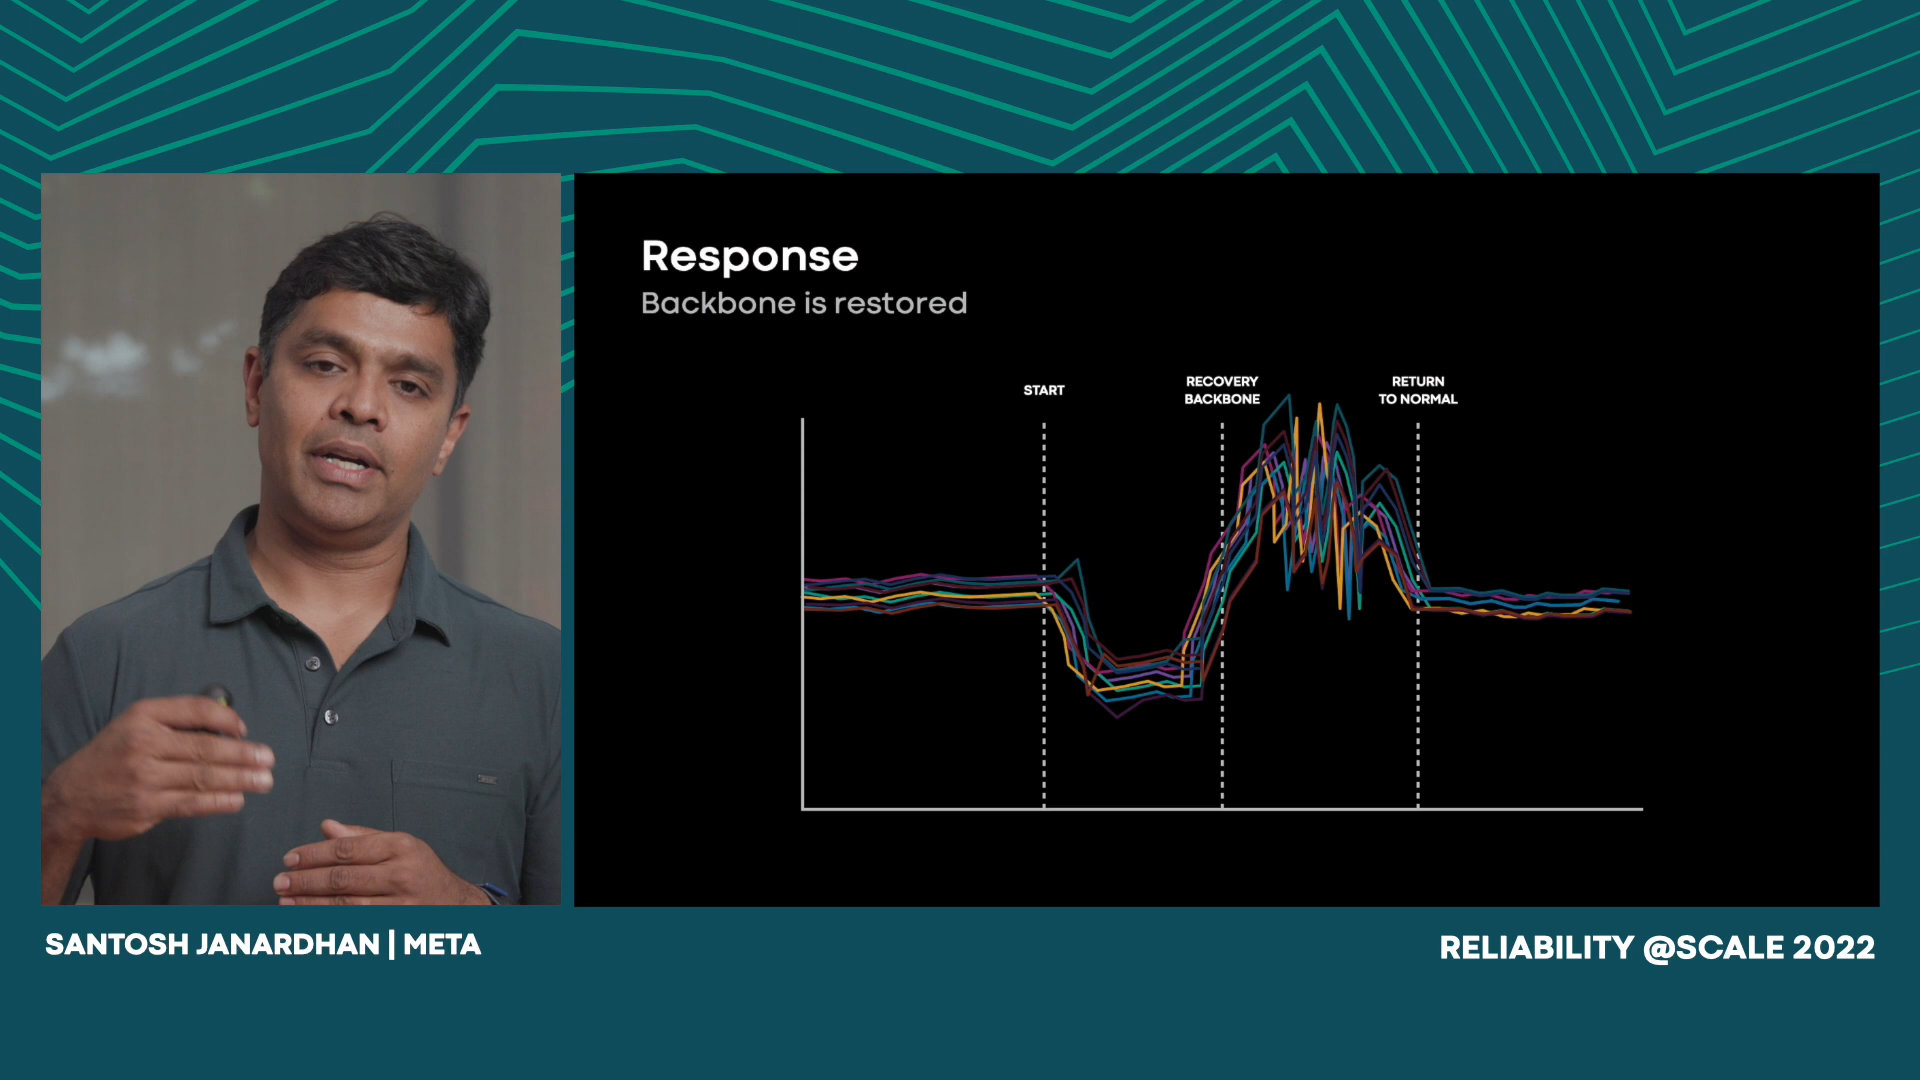 Response
Backbone is restored
START
RECOVERY
BACKBONE
RETURN
TO NORMAL
SANTOSH JANARDHAN | META
RELIABILITY @SCALE 2022